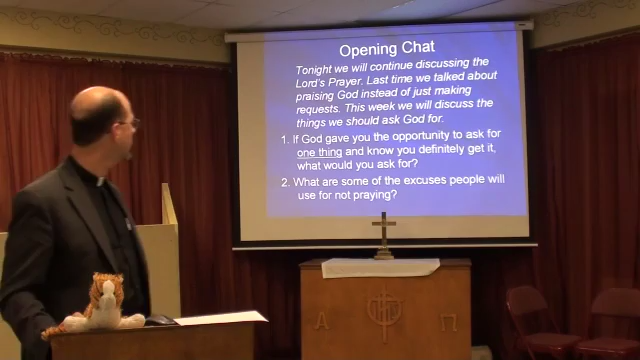 Opening Chat
Tonight we will continue discussing the
Lord's Prayer. Last time we talked about
praising God instead of just making
requests. This week we will discuss the
things we should ask God for.
1. If God gave you the opportunity to ask for
one thing and know you definitely get it,
what would you ask for?
2. What are some of the excuses people will
use for not praying?